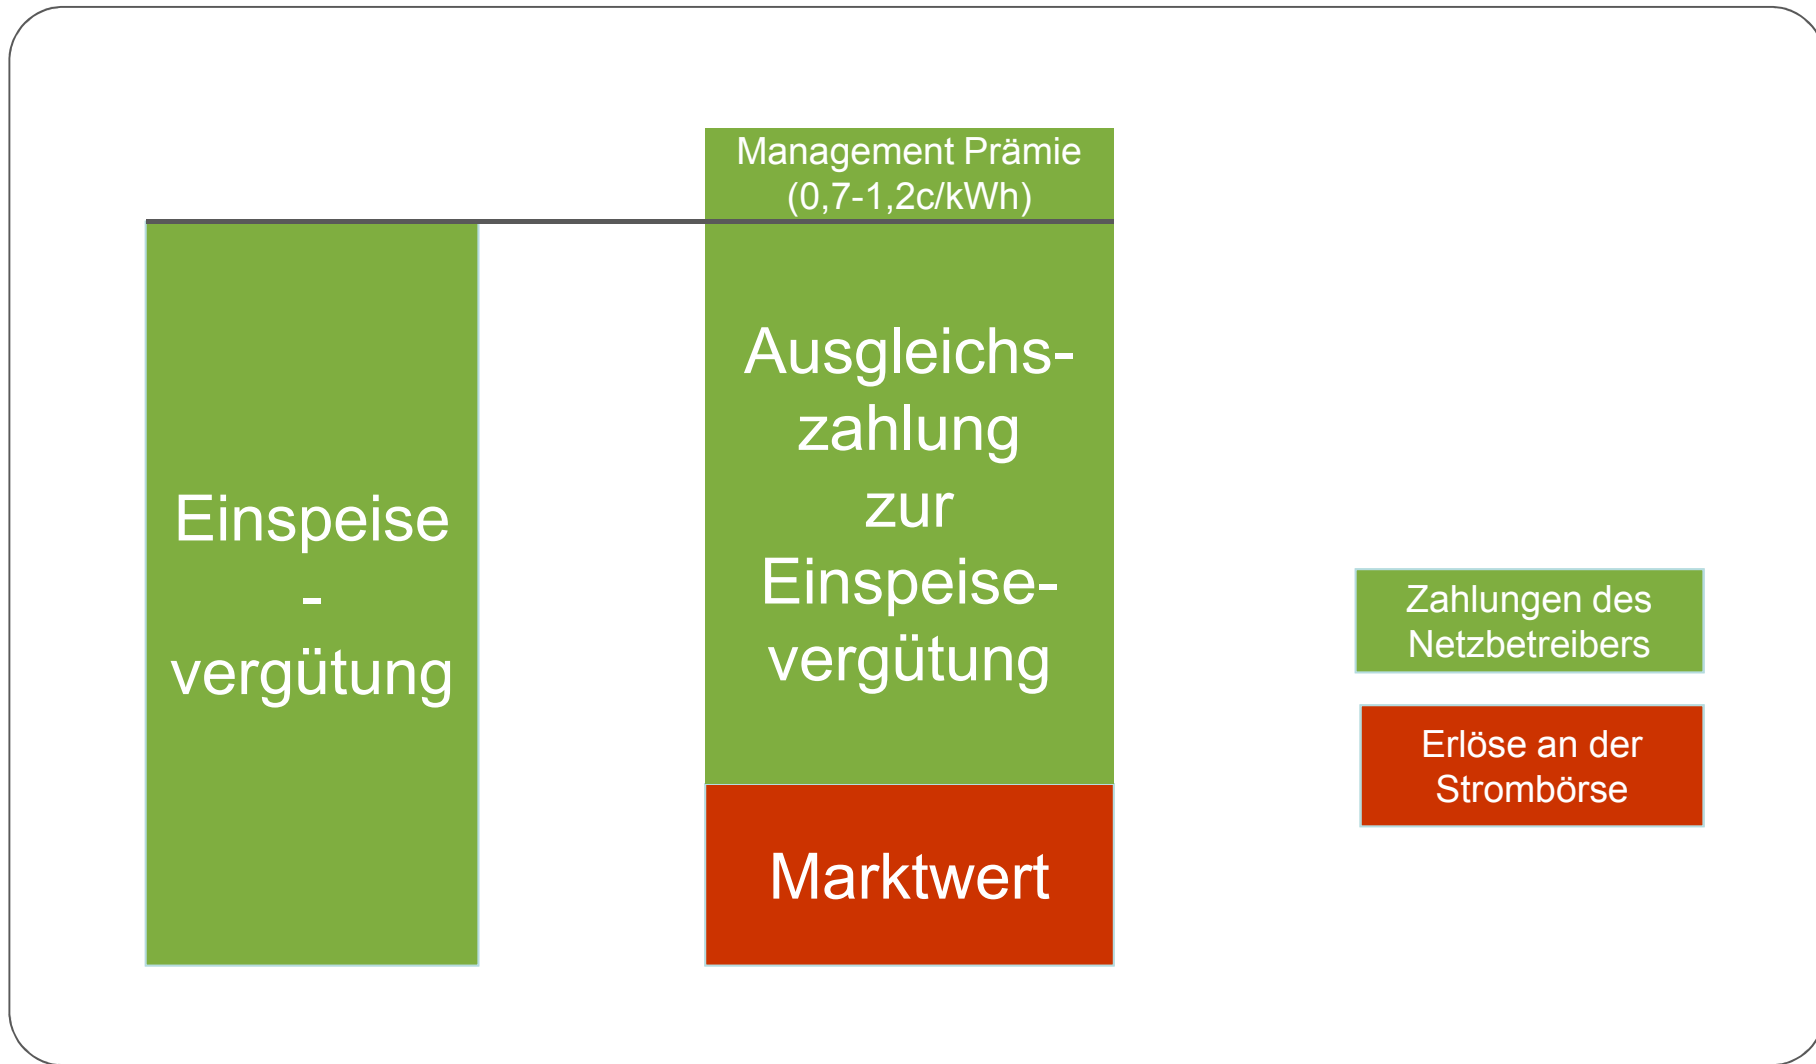 Management Prämie
(0,7-1,2c/kWh)
Einspeise
-
vergütung
Ausgleichs-
zahlung
zur
Einspeise-
vergütung
Marktwert
Zahlungen des
Netzbetreibers
Erlöse an der
Strombörse